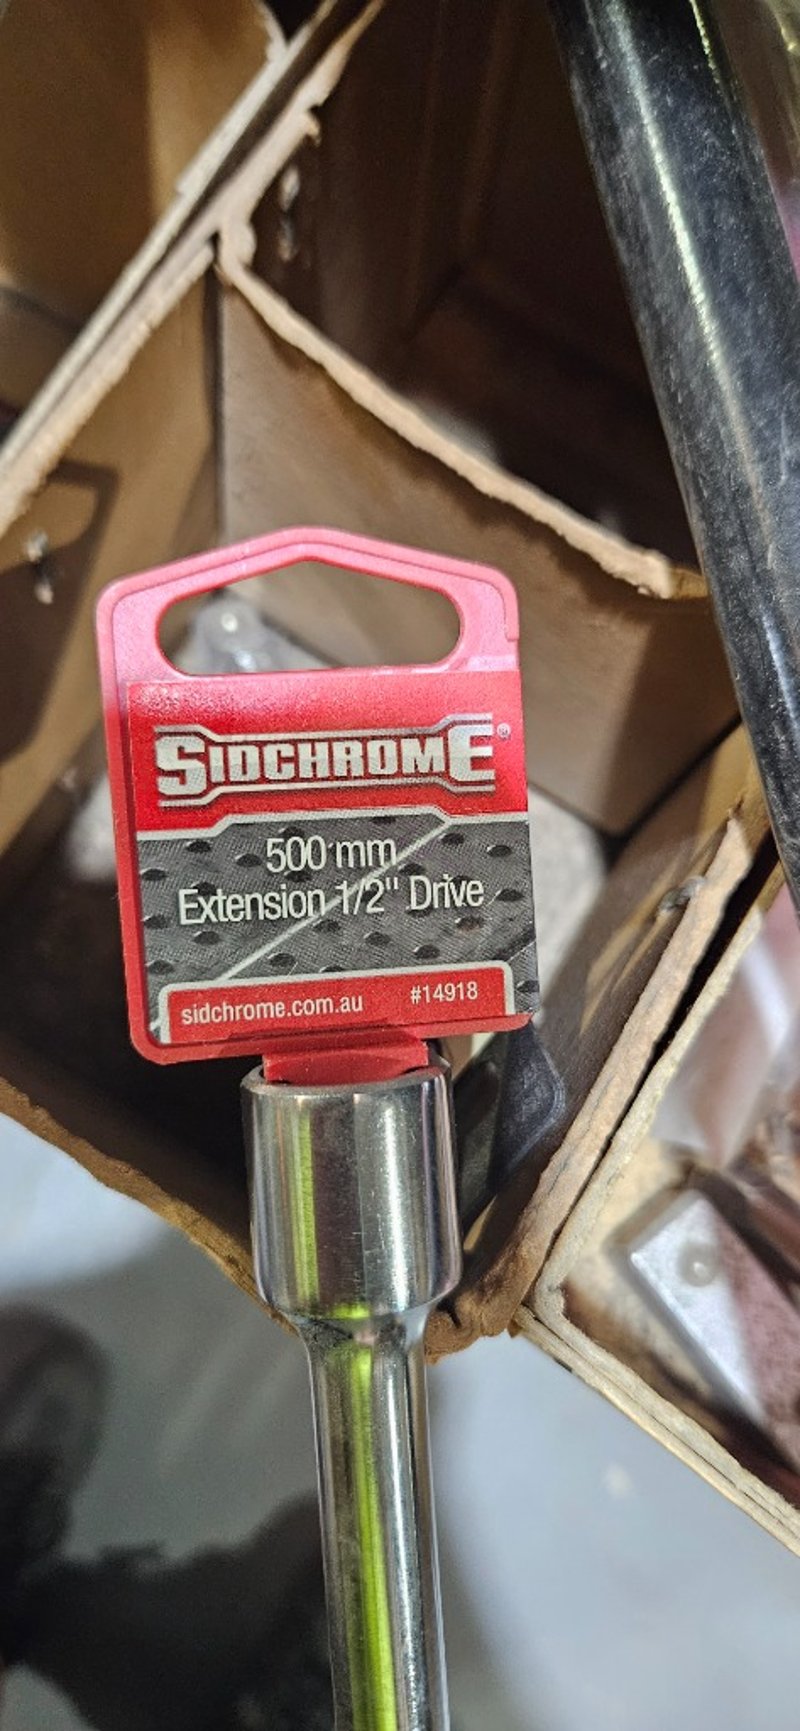 SIDCHROME®
500 mm
Extension 1/2" Drive
sidchrome.com.au #14918